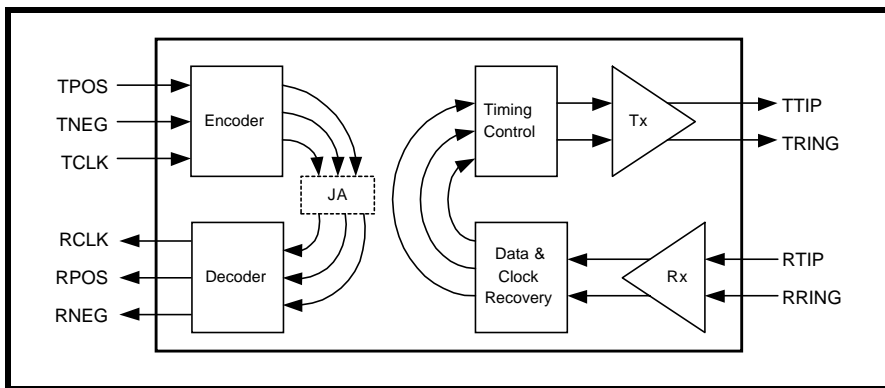 TPOS
TNEG
TCLK
Encoder
JA
RCLK
RPOS
RNEG
Decoder
Timing
Control
Tx
TTIP
TRING
Data &
Clock
Recovery
Rx
RTIP
RRING